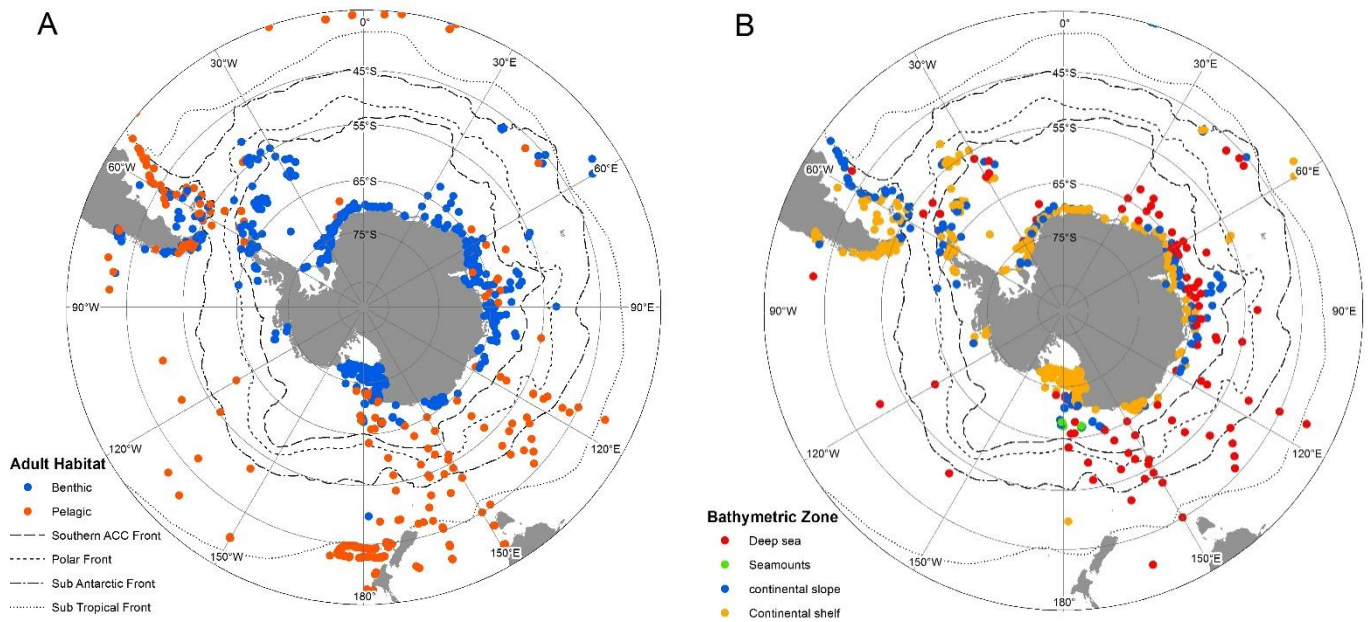 A
0°
30°W
30°E
45°S
60°W
55°S
60°E
65°S
75°S
90°W
90°E
120°W
120°E
150°W
150°E
180°
Adult Habitat
Benthic
Pelagic
Southern ACC Front
Polar Front
Sub Antarctic Front
Sub Tropical Front
B
0°
30°W
30°E
45°S
60°W
55°S
60°E
65°S
75°S
90°W
90°E
120°W
120°E
150°W
150°E
180°
Bathymetric Zone
Deep sea
Seamounts
continental slope
Continental shelf